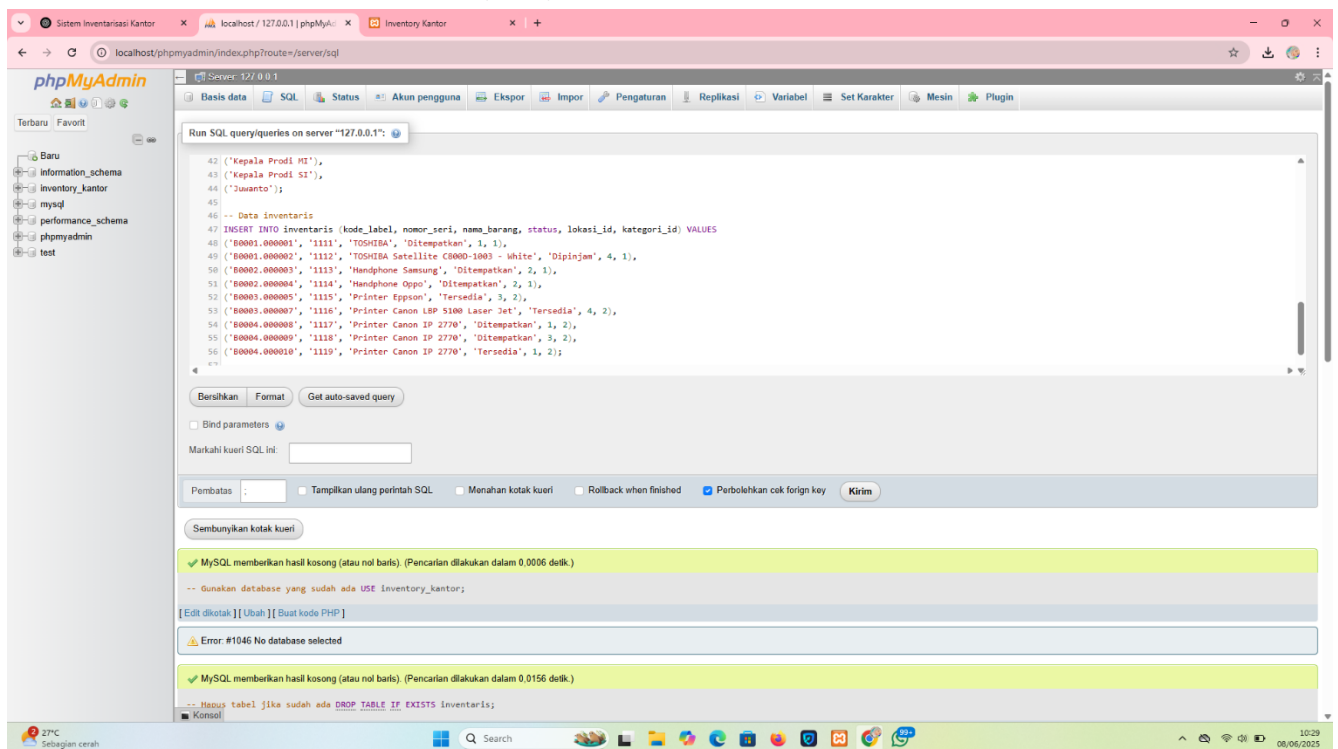 Sistem Inventarisasi Kantor
localhost / 127.0.0.1 | phpMyAd
Inventory Kantor
localhost/phpmyadmin/index.php?route=/server/sql
phpMyAdmin
Terbaru Favorit
Baru
information_schema
inventory_kantor
mysql
performance_schema
phpmyadmin
test
Server: 127.0.0.1
Basis data SQL Status Akun pengguna Ekspor Impor Pengaturan Replikasi Variabel Set Karakter Mesin Plugin
Run SQL query/queries on server “127.0.0.1”:
42 ('Kepala Prodi MI'),
43 ('Kepala Prodi SI'),
44 ('Juwanto');
45
46 -- Data inventaris
47 INSERT INTO inventaris (kode_label, nomor_seri, nama_barang, status, lokasi_id, kategori_id) VALUES
48 ('B0001.000001', '1111', 'TOSHIBA', 'Ditempatkan', 1, 1),
49 ('B0001.000002', '1112', 'TOSHIBA Satellite C800D-1003 - White', 'Dipinjam', 4, 1),
50 ('B0002.000003', '1113', 'Handphone Samsung', 'Ditempatkan', 2, 1),
51 ('B0002.000004', '1114', 'Handphone Oppo', 'Ditempatkan', 2, 1),
52 ('B0003.000005', '1115', 'Printer Eppson', 'Tersedia', 3, 2),
53 ('B0003.000007', '1116', 'Printer Canon LBP 5100 Laser Jet', 'Tersedia', 4, 2),
54 ('B0004.000008', '1117', 'Printer Canon IP 2770', 'Ditempatkan', 1, 2),
55 ('B0004.000009', '1118', 'Printer Canon IP 2770', 'Ditempatkan', 3, 2),
56 ('B0004.000010', '1119', 'Printer Canon IP 2770', 'Tersedia', 1, 2);
57
Bersihkan Format Get auto-saved query
Bind parameters
Markahi kueri SQL ini:
Pembatas ; Tampilkan ulang perintah SQL Menahan kotak kueri Rollback when finished Perbolehkan cek forign key Kirim
Sembunyikan kotak kueri
MySQL memberikan hasil kosong (atau nol baris). (Pencarian dilakukan dalam 0,0006 detik.)
-- Gunakan database yang sudah ada USE inventory_kantor;
[ Edit dikotak ] [ Ubah ] [ Buat kode PHP ]
Error: #1046 No database selected
MySQL memberikan hasil kosong (atau nol baris). (Pencarian dilakukan dalam 0,0156 detik.)
-- Hapus tabel jika sudah ada DROP TABLE IF EXISTS inventaris;
Konsol
2
27°C
Sebagian cerah
Search
99+
10:29
08/06/2025